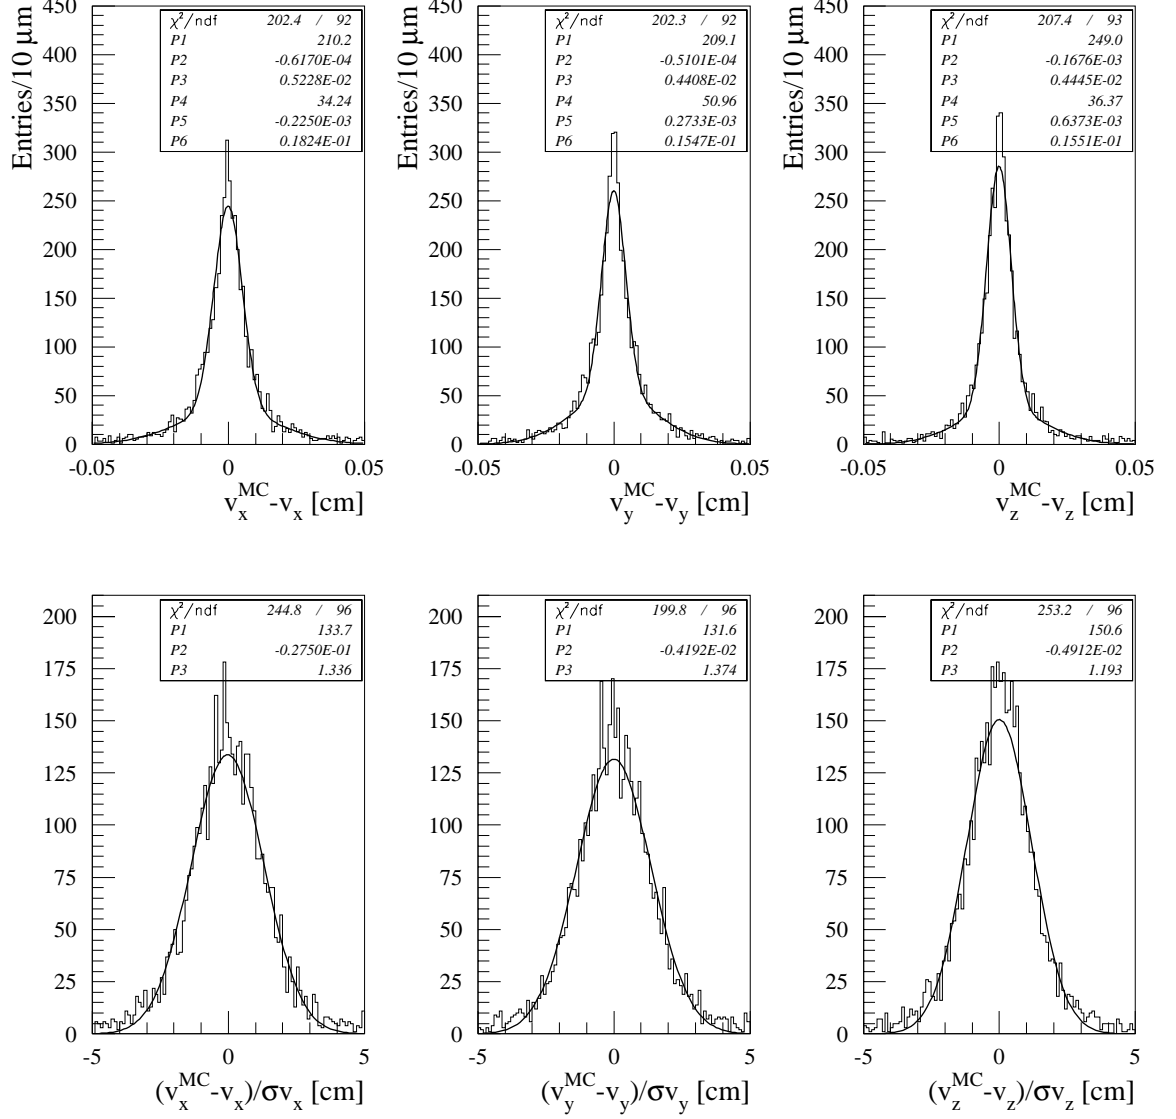 Entries/10 μm
450
400
350
300
250
200
150
100
50
0
χ²/ndf 202.4 / 92
P1 210.2
P2 -0.6170E-04
P3 0.5228E-02
P4 34.24
P5 -0.2250E-03
P6 0.1824E-01
-0.05 0 0.05
v_x^MC-v_x [cm]
Entries/10 μm
450
400
350
300
250
200
150
100
50
0
χ²/ndf 202.3 / 92
P1 209.1
P2 -0.5101E-04
P3 0.4408E-02
P4 50.96
P5 0.2733E-03
P6 0.1547E-01
-0.05 0 0.05
v_y^MC-v_y [cm]
Entries/10 μm
450
400
350
300
250
200
150
100
50
0
χ²/ndf 207.4 / 93
P1 249.0
P2 -0.1676E-03
P3 0.4445E-02
P4 36.37
P5 0.6373E-03
P6 0.1551E-01
-0.05 0 0.05
v_z^MC-v_z [cm]
200
175
150
125
100
75
50
25
0
χ²/ndf 244.8 / 96
P1 133.7
P2 -0.2750E-01
P3 1.336
-5 0 5
(v_x^MC-v_x)/σv_x [cm]
200
175
150
125
100
75
50
25
0
χ²/ndf 199.8 / 96
P1 131.6
P2 -0.4192E-02
P3 1.374
-5 0 5
(v_y^MC-v_y)/σv_y [cm]
200
175
150
125
100
75
50
25
0
χ²/ndf 253.2 / 96
P1 150.6
P2 -0.4912E-02
P3 1.193
-5 0 5
(v_z^MC-v_z)/σv_z [cm]